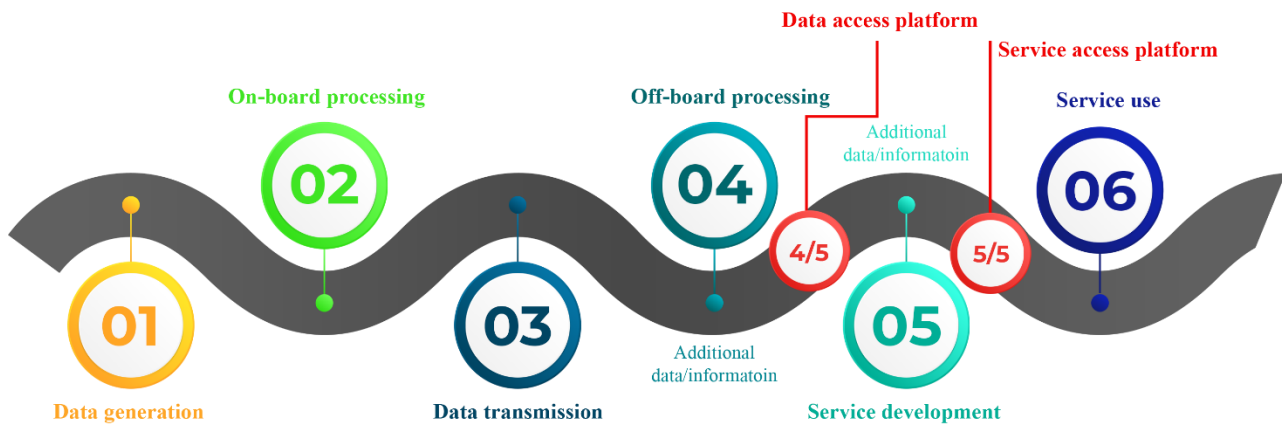 Data access platform
Service access platform
On-board processing
Off-board processing
Additional
data/informatoin
Service use
02
04
06
4/5
5/5
01
03
05
Additional
data/informatoin
Data generation
Data transmission
Service development